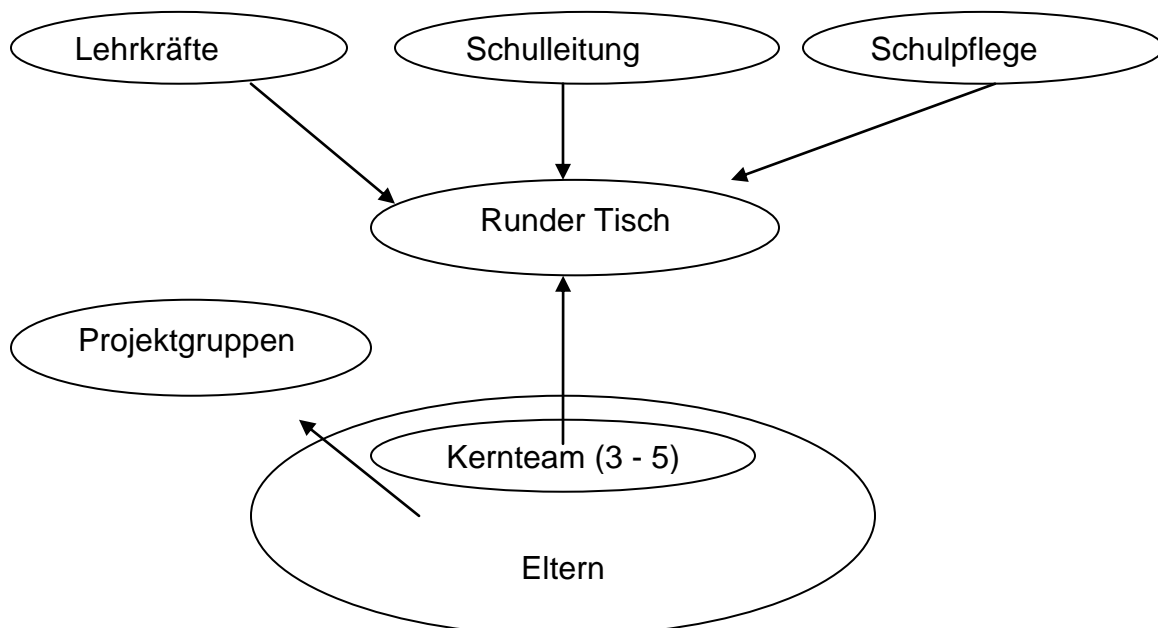 Lehrkräfte
Schulleitung
Schulpflege
Runder Tisch
Projektgruppen
Kernteam (3 - 5)
Eltern